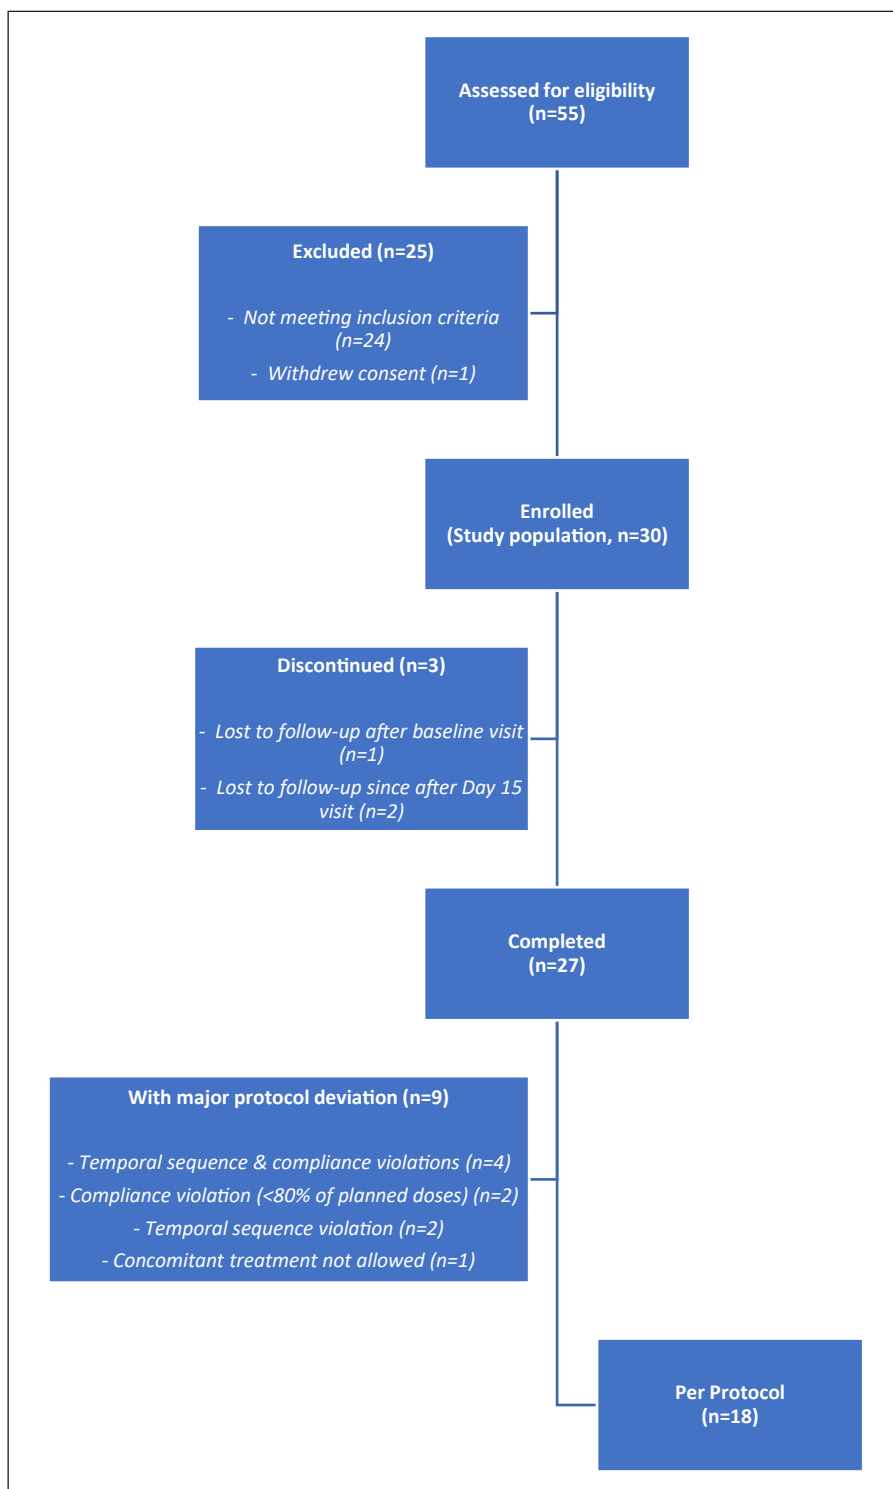 Assessed for eligibility
(n=55)
Excluded (n=25)
- Not meeting inclusion criteria
(n=24)
- Withdrew consent (n=1)
Enrolled
(Study population, n=30)
Discontinued (n=3)
- Lost to follow-up after baseline visit
(n=1)
- Lost to follow-up since after Day 15
visit (n=2)
Completed
(n=27)
With major protocol deviation (n=9)
- Temporal sequence & compliance violations (n=4)
- Compliance violation (<80% of planned doses) (n=2)
- Temporal sequence violation (n=2)
- Concomitant treatment not allowed (n=1)
Per Protocol
(n=18)